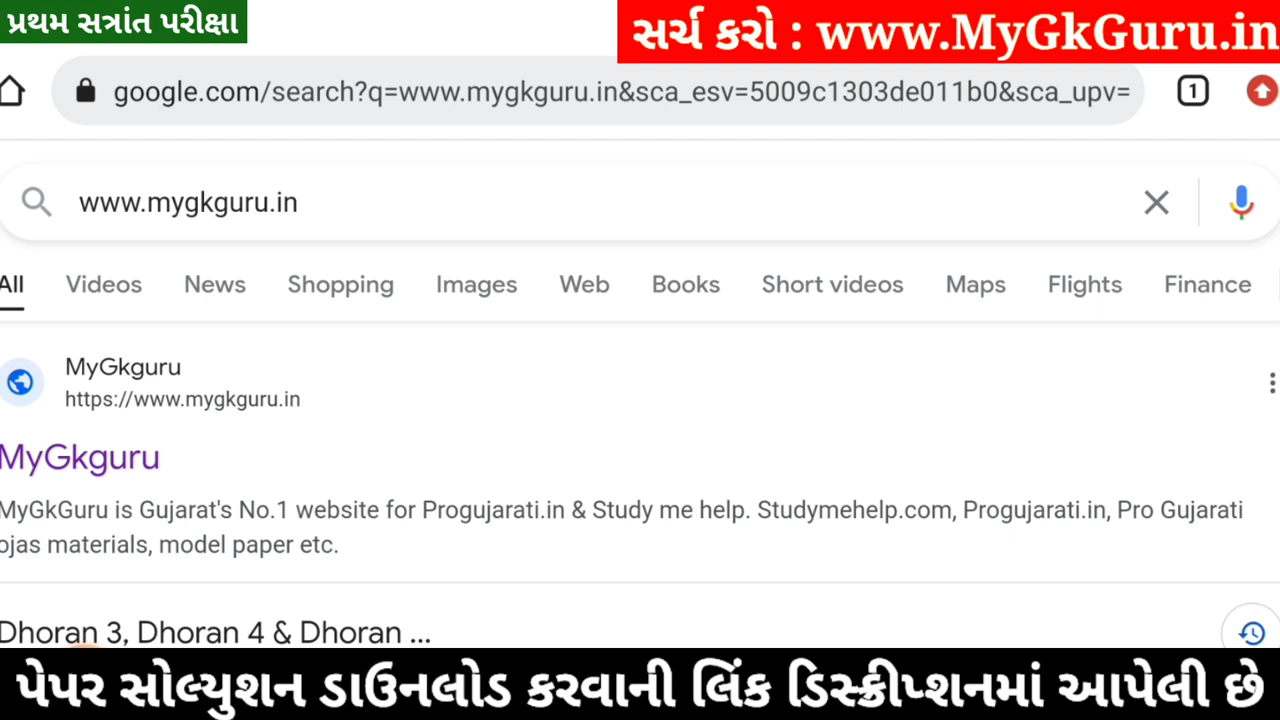 પ્રથમ સત્રાંત પરીક્ષા
સર્ચ કરો : www.MyGkGuru.in
google.com/search?q=www.mygkguru.in&sca_esv=5009c1303de011b0&sca_upv=
1
www.mygkguru.in
All Videos News Shopping Images Web Books Short videos Maps Flights Finance
MyGkguru
https://www.mygkguru.in
MyGkguru
MyGkGuru is Gujarat's No.1 website for Progujarati.in & Study me help. Studymehelp.com, Progujarati.in, Pro Gujarati
ojas materials, model paper etc.
Dhoran 3, Dhoran 4 & Dhoran ...
પેપર સોલ્યુશન ડાઉનલોડ કરવાની લિંક ડિસ્ક્રીપ્શનમાં આપેલી છે